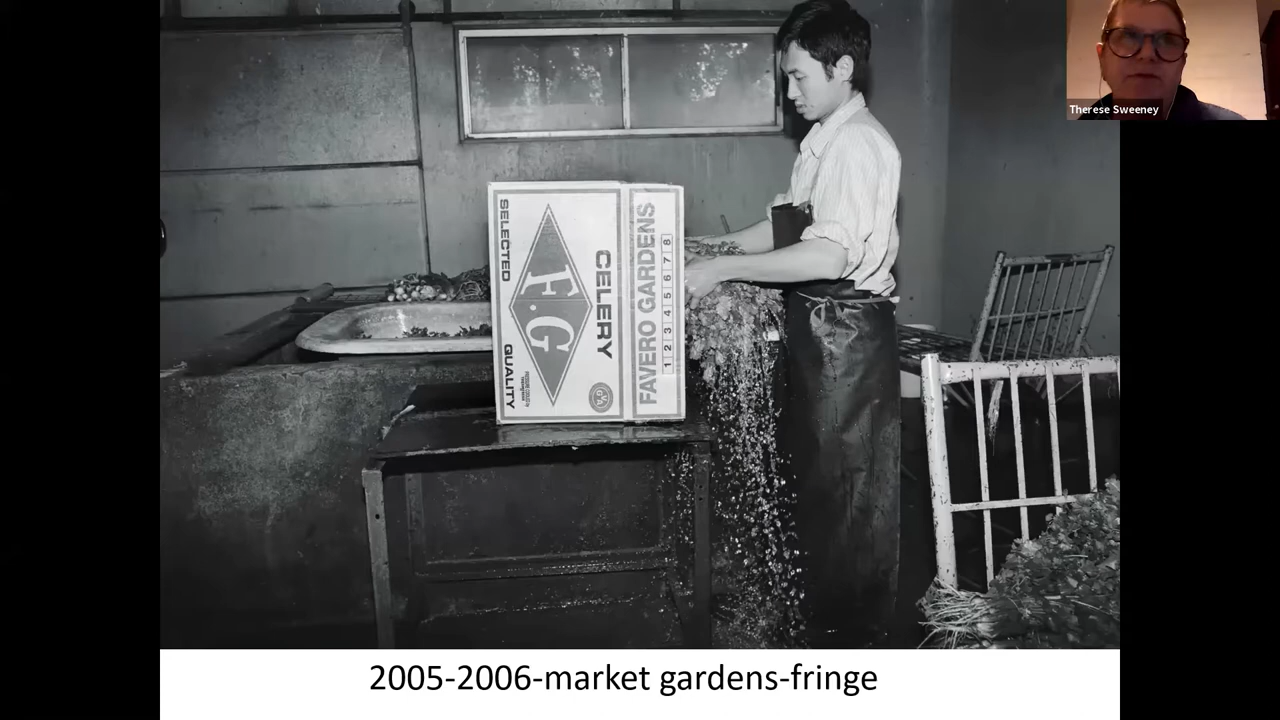 Therese Sweeney
SELECTED
QUALITY
F.G
CELERY
FAVERO GARDENS
1 2 3 4 5 6 7 8
2005-2006-market gardens-fringe